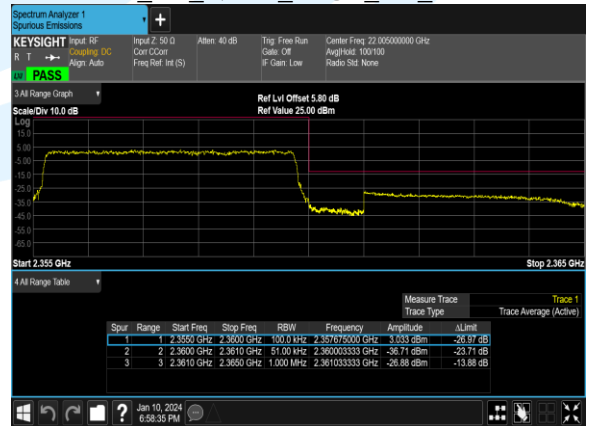 Spectrum Analyzer 1
Spurious Emissions
+
KEYSIGHT Input: RF Input Z: 50 Ω Atten: 40 dB Trig: Free Run Center Freq: 22.005000000 GHz
R T Coupling: DC Corr CCorr Gate: Off Avg|Hold: 100/100
Align: Auto Freq Ref: Int (S) IF Gain: Low Radio Std: None
PASS
3 All Range Graph
Ref Lvl Offset 5.80 dB
Scale/Div 10.0 dB Ref Value 25.00 dBm
Log
15.0
5.00
-5.00
-15.0
-25.0
-35.0
-45.0
-55.0
-65.0
Start 2.355 GHz Stop 2.365 GHz
4 All Range Table
Measure Trace Trace 1
Trace Type Trace Average (Active)
Spur Range Start Freq Stop Freq RBW Frequency Amplitude ΔLimit
1 1 2.3550 GHz 2.3600 GHz 100.0 kHz 2.357675000 GHz 3.033 dBm -26.97 dB
2 2 2.3600 GHz 2.3610 GHz 51.00 kHz 2.360003333 GHz -36.71 dBm -23.71 dB
3 3 2.3610 GHz 2.3650 GHz 1.000 MHz 2.361033333 GHz -26.88 dBm -13.88 dB
? Jan 10, 2024
6:58:35 PM